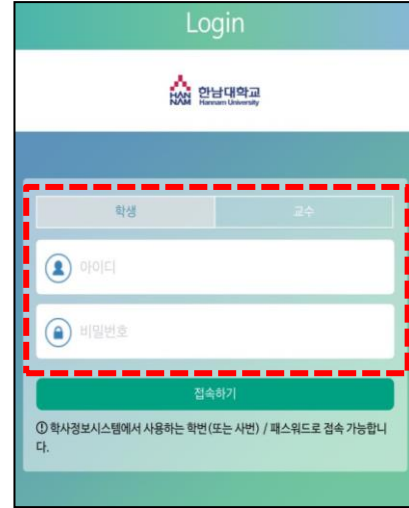 Login
HAN
NAM
한남대학교
Hannam University
학생 교수
아이디
비밀번호
접속하기
① 학사정보시스템에서 사용하는 학번(또는 사번) / 패스워드로 접속 가능합니
다.